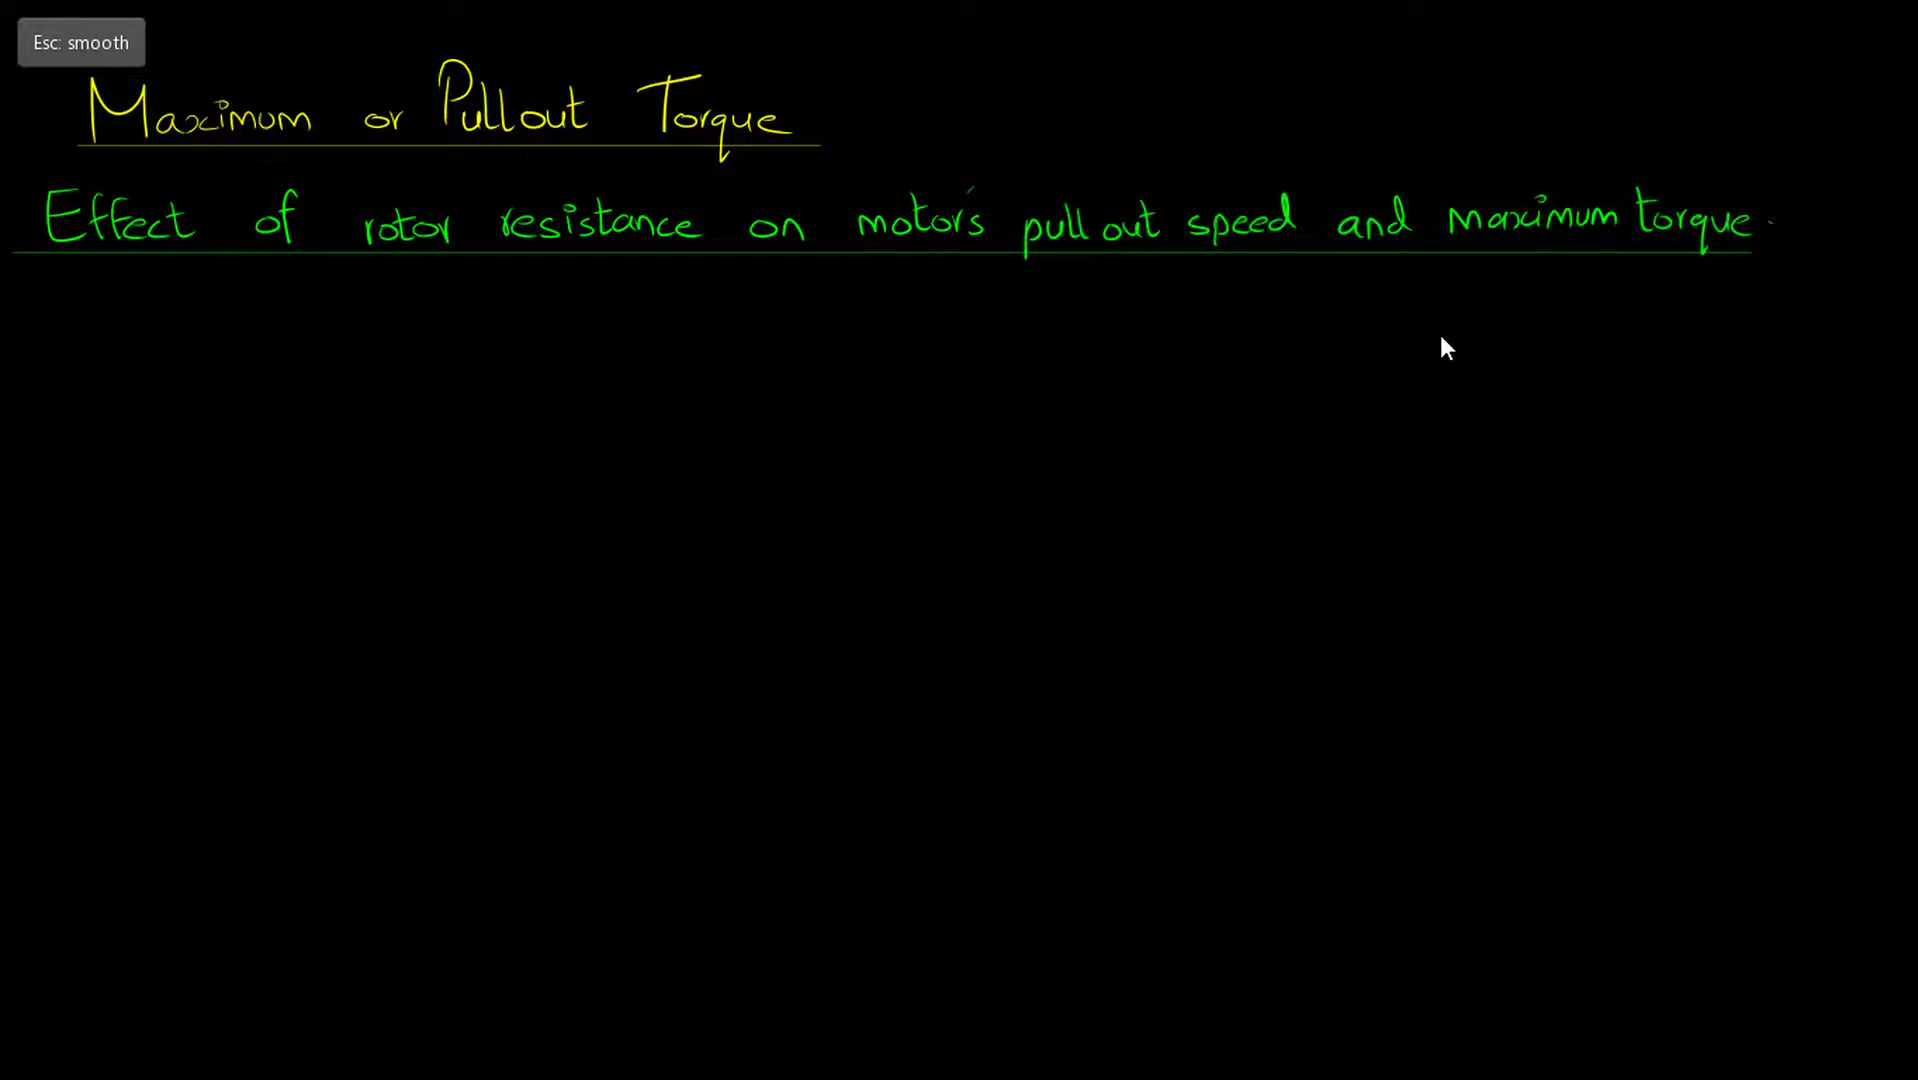 Esc: smooth
Maximum or Pullout Torque
Effect of rotor resistance on motor's pull out speed and maximum torque.